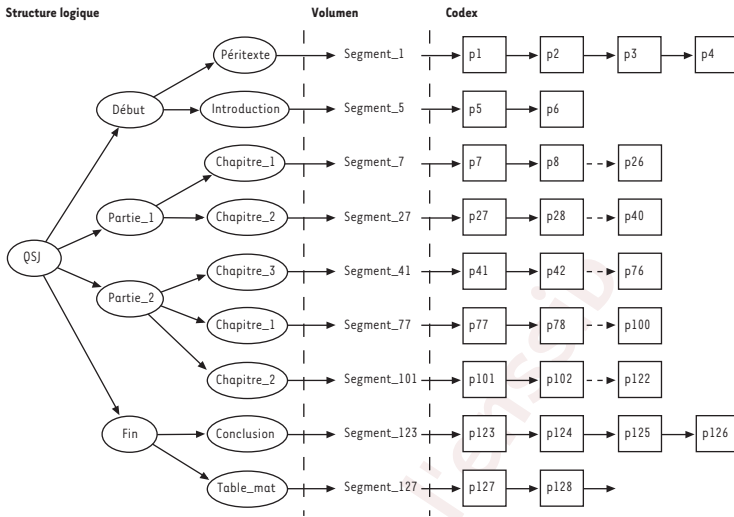 Structure logique Volumen Codex
Péritexte Segment_1 p1 p2 p3 p4
Début Introduction Segment_5 p5 p6
Chapitre_1 Segment_7 p7 p8 p26
Partie_1 Chapitre_2 Segment_27 p27 p28 p40
QSJ
Chapitre_3 Segment_41 p41 p42 p76
Partie_2
Chapitre_1 Segment_77 p77 p78 p100
Chapitre_2 Segment_101 p101 p102 p122
Fin Conclusion Segment_123 p123 p124 p125 p126
Table_mat Segment_127 p127 p128
l'enssib